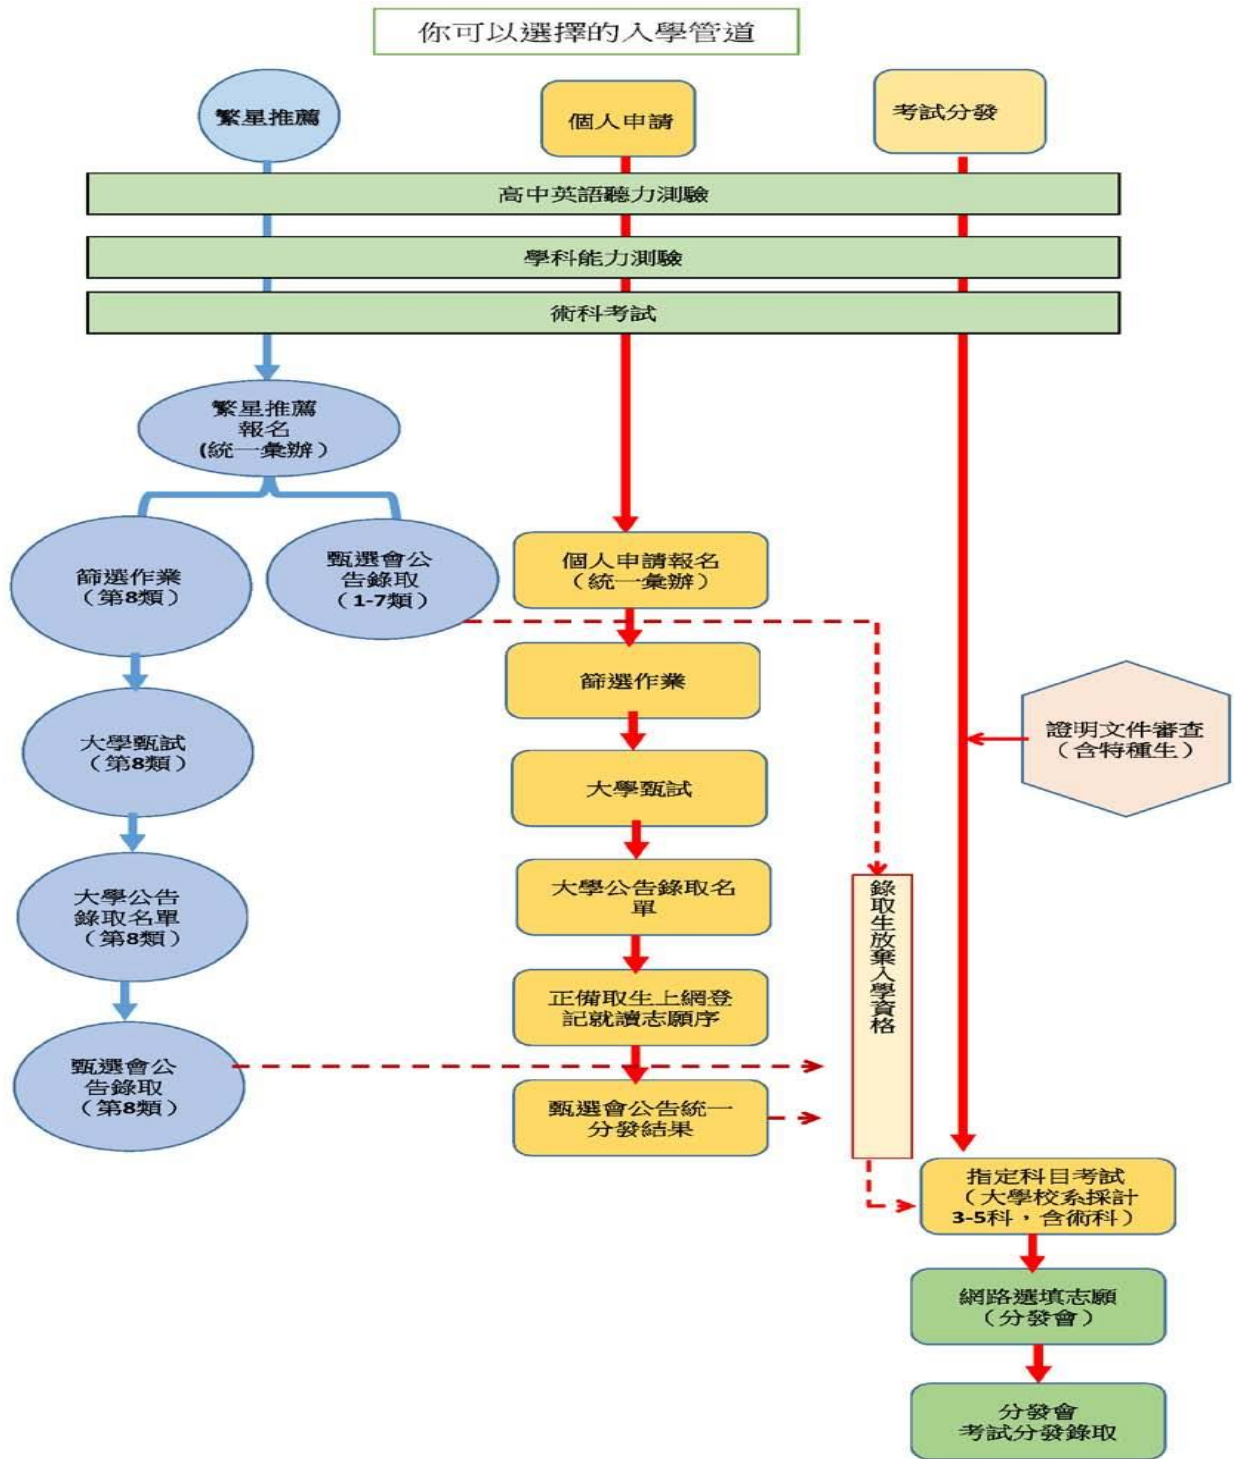 你可以選擇的入學管道
繁星推薦
個人申請
考試分發
高中英語聽力測驗
學科能力測驗
術科考試
繁星推薦
報名
(統一彙辦）
篩選作業
（第8類）
甄選會公
告錄取
（1-7類）
個人申請報名
（統一彙辦）
篩選作業
大學甄試
（第8類）
證明文件審查
（含特種生）
大學甄試
大學公告
錄取名單
（第8類）
大學公告錄取名
單
錄取生放棄入學資格
正備取生上網登
記就讀志願序
甄選會公
告錄取
（第8類）
甄選會公告統一
分發結果
指定科目考試
（大學校系採計
3-5科，含術科）
網路選填志願
（分發會）
分發會
考試分發錄取